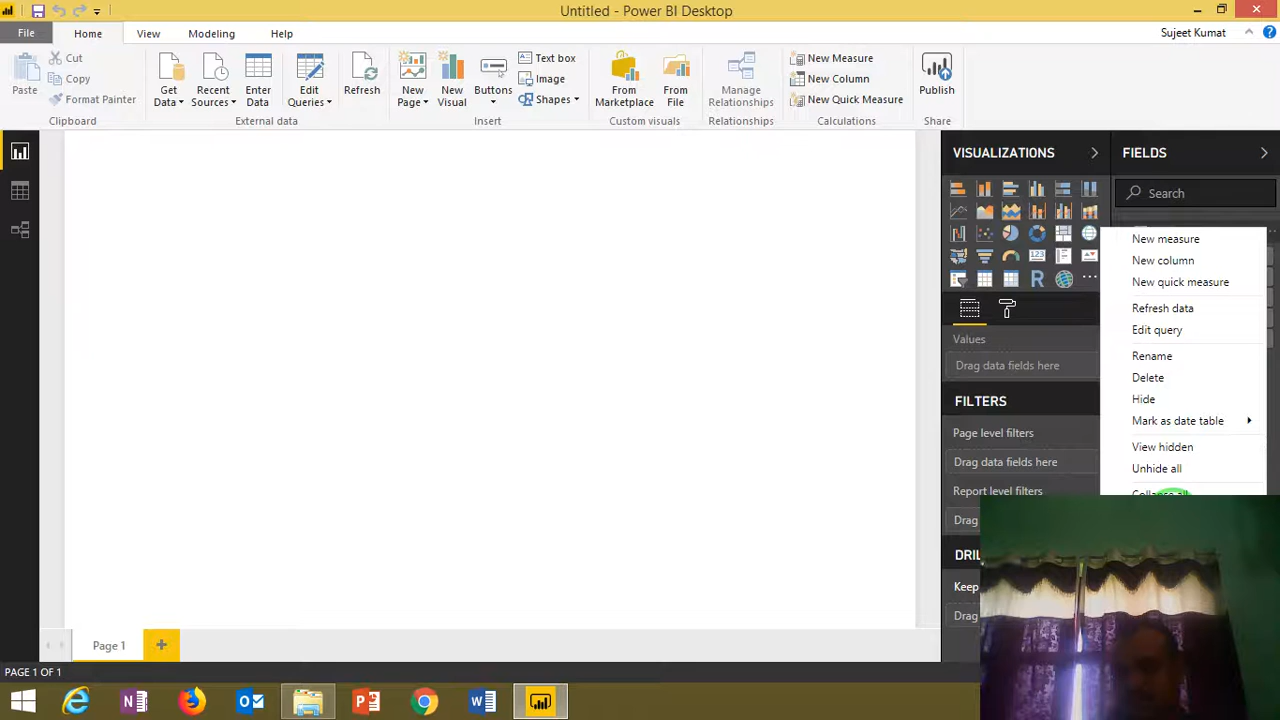 Untitled - Power BI Desktop
File
Home
View
Modeling
Help
Sujeet Kumat
Paste
Cut
Copy
Format Painter
Clipboard
Get Data
Recent Sources
Enter Data
Edit Queries
Refresh
External data
New Page
New Visual
Buttons
Text box
Image
Shapes
Insert
From Marketplace
From File
Custom visuals
Manage Relationships
Relationships
New Measure
New Column
New Quick Measure
Calculations
Publish
Share
VISUALIZATIONS
FIELDS
Search
Values
Drag data fields here
FILTERS
Page level filters
Drag data fields here
Report level filters
Drag
DRIL
Keep
Drag
New measure
New column
New quick measure
Refresh data
Edit query
Rename
Delete
Hide
Mark as date table
View hidden
Unhide all
Collapse all
Page 1
PAGE 1 OF 1